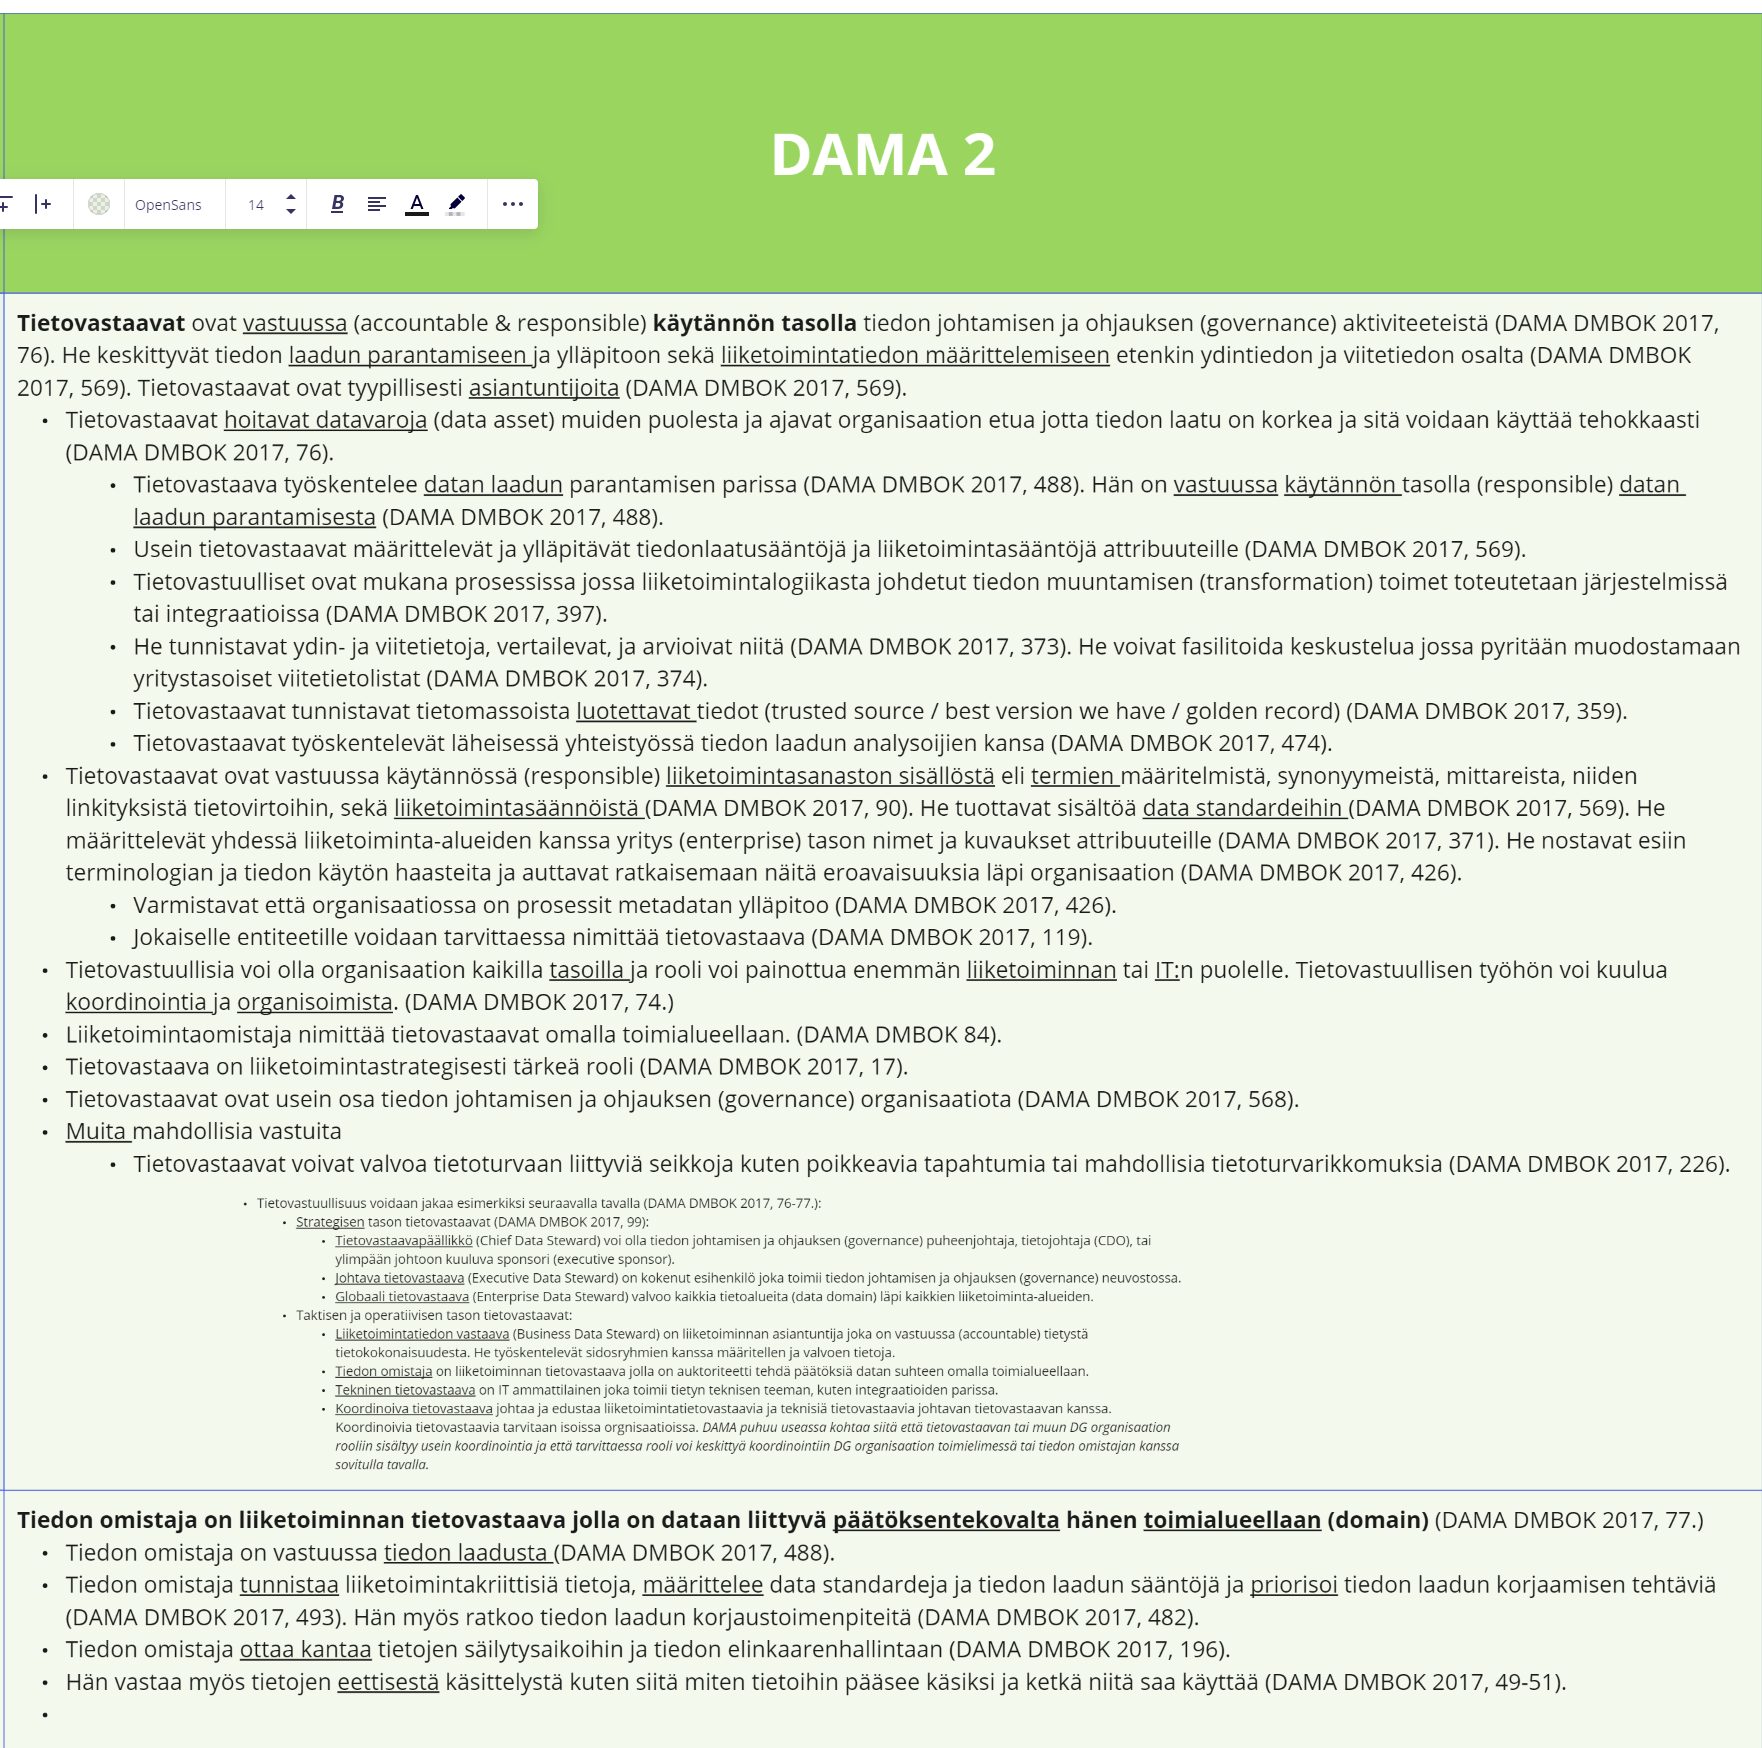 DAMA 2
OpenSans
14
B
A
Tietovastaavat ovat vastuussa (accountable & responsible) käytännön tasolla tiedon johtamisen ja ohjauksen (governance) aktiviteeteistä (DAMA DMBOK 2017,
76). He keskittyvät tiedon laadun parantamiseen ja ylläpitoon sekä liiketoimintatiedon määrittelemiseen etenkin ydintiedon ja viitetiedon osalta (DAMA DMBOK
2017, 569). Tietovastaavat ovat tyypillisesti asiantuntijoita (DAMA DMBOK 2017, 569).
• Tietovastaavat hoitavat datavaroja (data asset) muiden puolesta ja ajavat organisaation etua jotta tiedon laatu on korkea ja sitä voidaan käyttää tehokkaasti
(DAMA DMBOK 2017, 76).
• Tietovastaava työskentelee datan laadun parantamisen parissa (DAMA DMBOK 2017, 488). Hän on vastuussa käytännön tasolla (responsible) datan
laadun parantamisesta (DAMA DMBOK 2017, 488).
• Usein tietovastaavat määrittelevät ja ylläpitävät tiedonlaatusääntöjä ja liiketoimintasääntöjä attribuuteille (DAMA DMBOK 2017, 569).
• Tietovastuulliset ovat mukana prosessissa jossa liiketoimintalogiikasta johdetut tiedon muuntamisen (transformation) toimet toteutetaan järjestelmissä
tai integraatioissa (DAMA DMBOK 2017, 397).
• He tunnistavat ydin- ja viitetietoja, vertailevat, ja arvioivat niitä (DAMA DMBOK 2017, 373). He voivat fasilitoida keskustelua jossa pyritään muodostamaan
yritystasoiset viitetietolistat (DAMA DMBOK 2017, 374).
• Tietovastaavat tunnistavat tietomassoista luotettavat tiedot (trusted source / best version we have / golden record) (DAMA DMBOK 2017, 359).
• Tietovastaavat työskentelevät läheisessä yhteistyössä tiedon laadun analysoijien kansa (DAMA DMBOK 2017, 474).
• Tietovastaavat ovat vastuussa käytännössä (responsible) liiketoimintasanaston sisällöstä eli termien määritelmistä, synonyymeistä, mittareista, niiden
linkityksistä tietovirtoihin, sekä liiketoimintasäännöistä (DAMA DMBOK 2017, 90). He tuottavat sisältöä data standardeihin (DAMA DMBOK 2017, 569). He
määrittelevät yhdessä liiketoiminta-alueiden kanssa yritys (enterprise) tason nimet ja kuvaukset attribuuteille (DAMA DMBOK 2017, 371). He nostavat esiin
terminologian ja tiedon käytön haasteita ja auttavat ratkaisemaan näitä eroavaisuuksia läpi organisaation (DAMA DMBOK 2017, 426).
• Varmistavat että organisaatiossa on prosessit metadatan ylläpitoo (DAMA DMBOK 2017, 426).
• Jokaiselle entiteetille voidaan tarvittaessa nimittää tietovastaava (DAMA DMBOK 2017, 119).
• Tietovastuullisia voi olla organisaation kaikilla tasoilla ja rooli voi painottua enemmän liiketoiminnan tai IT:n puolelle. Tietovastuullisen työhön voi kuulua
koordinointia ja organisoimista. (DAMA DMBOK 2017, 74.)
• Liiketoimintaomistaja nimittää tietovastaavat omalla toimialueellaan. (DAMA DMBOK 84).
• Tietovastaava on liiketoimintastrategisesti tärkeä rooli (DAMA DMBOK 2017, 17).
• Tietovastaavat ovat usein osa tiedon johtamisen ja ohjauksen (governance) organisaatiota (DAMA DMBOK 2017, 568).
• Muita mahdollisia vastuita
• Tietovastaavat voivat valvoa tietoturvaan liittyviä seikkoja kuten poikkeavia tapahtumia tai mahdollisia tietoturvarikkomuksia (DAMA DMBOK 2017, 226).
• Tietovastuullisuus voidaan jakaa esimerkiksi seuraavalla tavalla (DAMA DMBOK 2017, 76-77.):
• Strategisen tason tietovastaavat (DAMA DMBOK 2017, 99):
• Tietovastaavapäällikkö (Chief Data Steward) voi olla tiedon johtamisen ja ohjauksen (governance) puheenjohtaja, tietojohtaja (CDO), tai
ylimpään johtoon kuuluva sponsori (executive sponsor).
• Johtava tietovastaava (Executive Data Steward) on kokenut esihenkilö joka toimii tiedon johtamisen ja ohjauksen (governance) neuvostossa.
• Globaali tietovastaava (Enterprise Data Steward) valvoo kaikkia tietoalueita (data domain) läpi kaikkien liiketoiminta-alueiden.
• Taktisen ja operatiivisen tason tietovastaavat:
• Liiketoimintatiedon vastaava (Business Data Steward) on liiketoiminnan asiantuntija joka on vastuussa (accountable) tietystä
tietokokonaisuudesta. He työskentelevät sidosryhmien kanssa määritellen ja valvoen tietoja.
• Tiedon omistaja on liiketoiminnan tietovastaava jolla on auktoriteetti tehdä päätöksiä datan suhteen omalla toimialueellaan.
• Tekninen tietovastaava on IT ammattilainen joka toimii tietyn teknisen teeman, kuten integraatioiden parissa.
• Koordinoiva tietovastaava johtaa ja edustaa liiketoimintatietovastaavia ja teknisiä tietovastaavia johtavan tietovastaavan kanssa.
Koordinoivia tietovastaavia tarvitaan isoissa orgnisaatioissa. DAMA puhuu useassa kohtaa siitä että tietovastaavan tai muun DG organisaation
rooliin sisältyy usein koordinointia ja että tarvittaessa rooli voi keskittyä koordinointiin DG organisaation toimielimessä tai tiedon omistajan kanssa
sovitulla tavalla.
Tiedon omistaja on liiketoiminnan tietovastaava jolla on dataan liittyvä päätöksentekovalta hänen toimialueellaan (domain) (DAMA DMBOK 2017, 77.)
• Tiedon omistaja on vastuussa tiedon laadusta (DAMA DMBOK 2017, 488).
• Tiedon omistaja tunnistaa liiketoimintakriittisiä tietoja, määrittelee data standardeja ja tiedon laadun sääntöjä ja priorisoi tiedon laadun korjaamisen tehtäviä
(DAMA DMBOK 2017, 493). Hän myös ratkoo tiedon laadun korjaustoimenpiteitä (DAMA DMBOK 2017, 482).
• Tiedon omistaja ottaa kantaa tietojen säilytysaikoihin ja tiedon elinkaarenhallintaan (DAMA DMBOK 2017, 196).
• Hän vastaa myös tietojen eettisestä käsittelystä kuten siitä miten tietoihin pääsee käsiksi ja ketkä niitä saa käyttää (DAMA DMBOK 2017, 49-51).
•